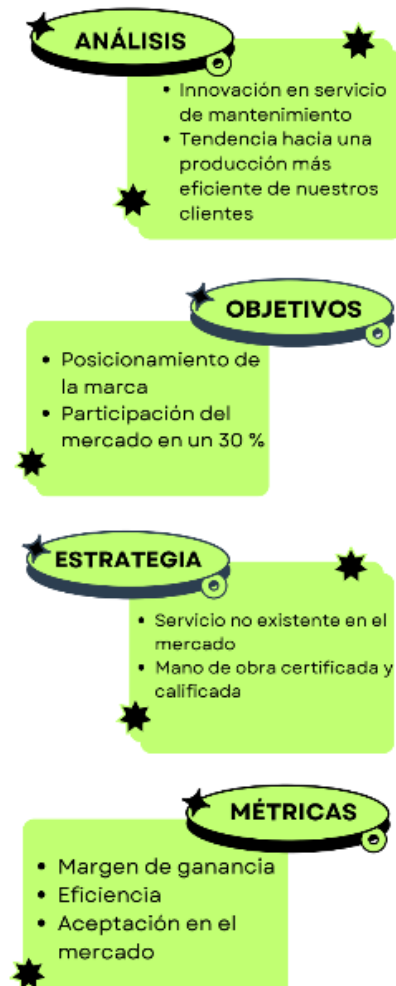 ANÁLISIS
• Innovación en servicio
de mantenimiento
• Tendencia hacia una
producción más
eficiente de nuestros
clientes
OBJETIVOS
• Posicionamiento de
la marca
• Participación del
mercado en un 30 %
ESTRATEGIA
• Servicio no existente en el
mercado
• Mano de obra certificada y
calificada
MÉTRICAS
• Margen de ganancia
• Eficiencia
• Aceptación en el
mercado